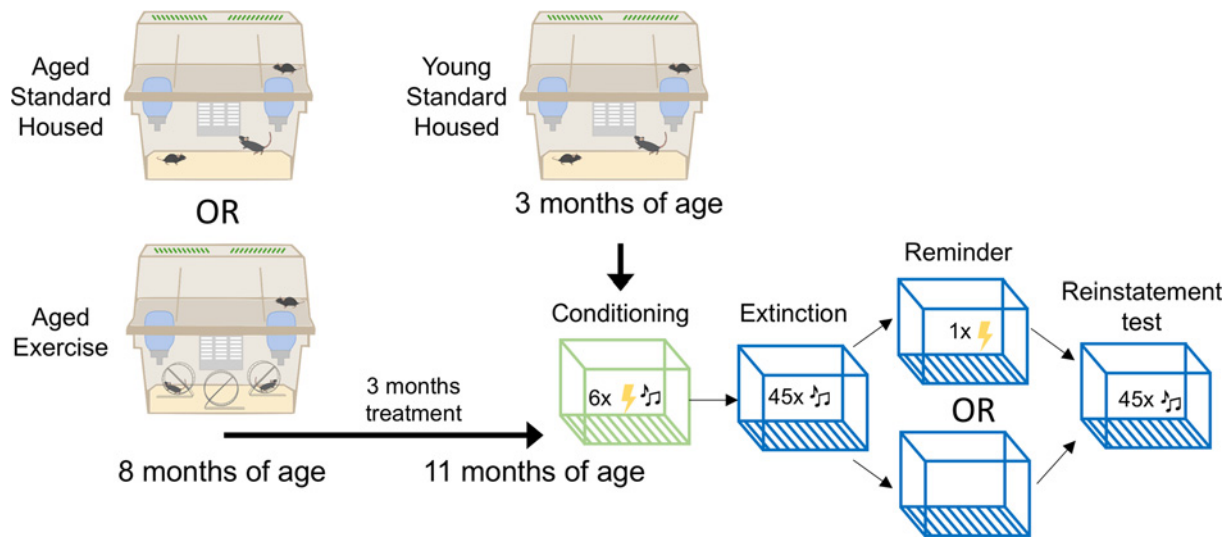 Aged
Standard
Housed
Young
Standard
Housed
OR
3 months of age
Aged
Exercise
3 months
treatment
8 months of age
11 months of age
Conditioning
6x
Extinction
45x
Reminder
1x
OR
Reinstatement
test
45x